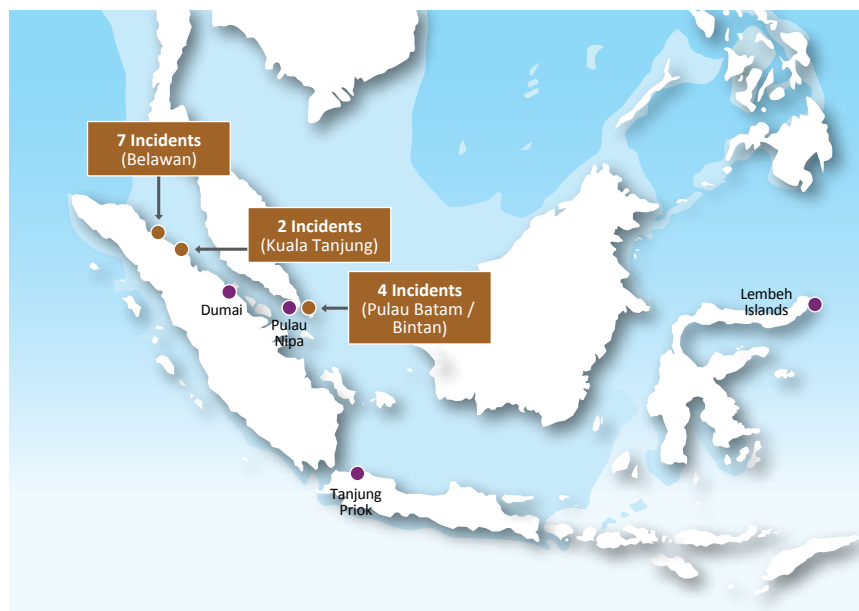 7 Incidents
(Belawan)
2 Incidents
(Kuala Tanjung)
4 Incidents
(Pulau Batam /
Bintan)
Dumai
Pulau
Nipa
Lembeh
Islands
Tanjung
Priok